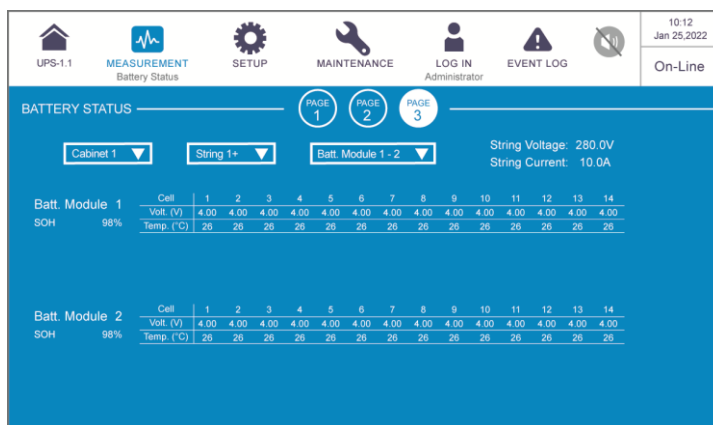 10:12
Jan 25,2022
UPS-1.1 MEASUREMENT SETUP MAINTENANCE LOG IN EVENT LOG
Battery Status Administrator
On-Line
BATTERY STATUS PAGE 1 PAGE 2 PAGE 3
Cabinet 1 String 1+ Batt. Module 1 - 2
String Voltage: 280.0V
String Current: 10.0A
Batt. Module 1
SOH 98%
Cell 1 2 3 4 5 6 7 8 9 10 11 12 13 14
Volt. (V) 4.00 4.00 4.00 4.00 4.00 4.00 4.00 4.00 4.00 4.00 4.00 4.00 4.00 4.00
Temp. (°C) 26 26 26 26 26 26 26 26 26 26 26 26 26 26
Batt. Module 2
SOH 98%
Cell 1 2 3 4 5 6 7 8 9 10 11 12 13 14
Volt. (V) 4.00 4.00 4.00 4.00 4.00 4.00 4.00 4.00 4.00 4.00 4.00 4.00 4.00 4.00
Temp. (°C) 26 26 26 26 26 26 26 26 26 26 26 26 26 26